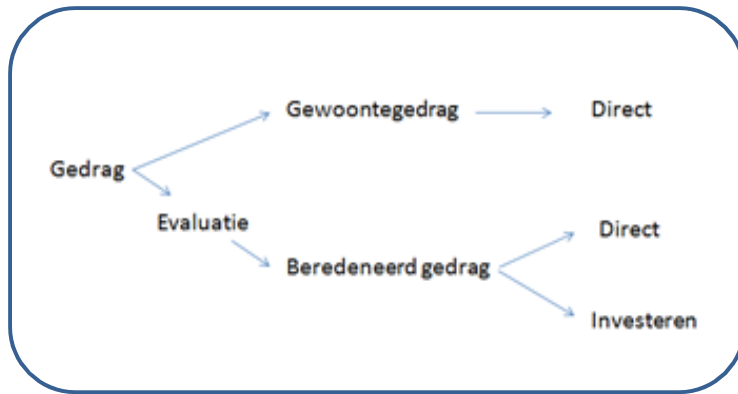 Gewoontegedrag Direct
Gedrag
Evaluatie
Direct
Beredeneerd gedrag
Investeren